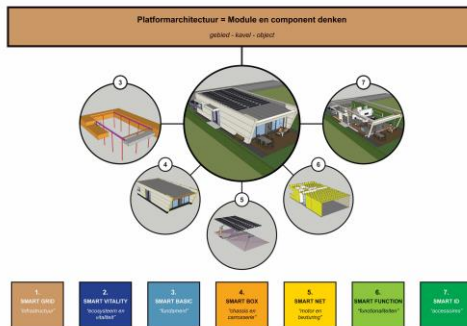 Platformarchitectuur = Module en component denken
gebied - kavel - object
3
7
4
6
5
1.
SMART GRID
"infrastructuur"
2.
SMART VITALITY
"ecosysteem en
vitaliteit"
3.
SMART BASIC
"fundament"
4.
SMART BOX
"chassis en
carrosserie"
5.
SMART NET
"motor en
besturing"
6.
SMART FUNCTION
"functionaliteiten"
7.
SMART ID
"accessoires"